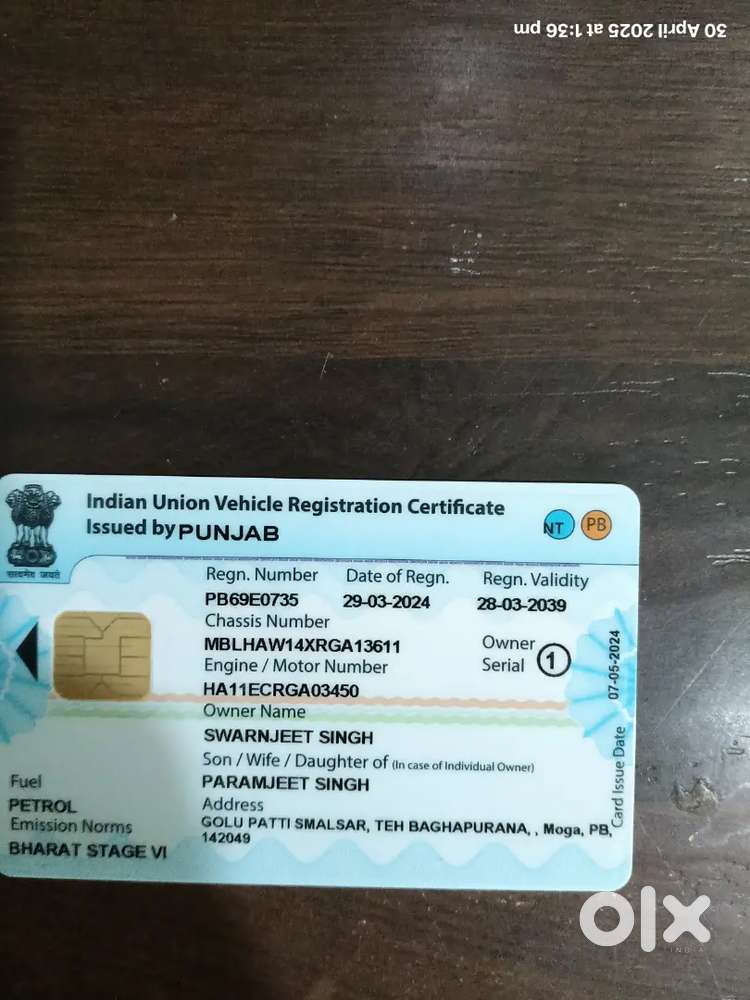 30 April 2025 at 1:36 pm
Indian Union Vehicle Registration Certificate
Issued by PUNJAB
NT PB
सत्यमेव जयते
Regn. Number Date of Regn. Regn. Validity
PB69E0735 29-03-2024 28-03-2039
Chassis Number
MBLHAW14XRGA13611
Owner
Serial 1
Engine / Motor Number
HA11ECRGA03450
Owner Name
SWARNJEET SINGH
Son / Wife / Daughter of (In case of Individual Owner)
PARAMJEET SINGH
Fuel
PETROL
Address
GOLU PATTI SMALSAR, TEH BAGHAPURANA, , Moga, PB,
142049
Emission Norms
BHARAT STAGE VI
Card Issue Date 07-05-2024
olx
INDIA